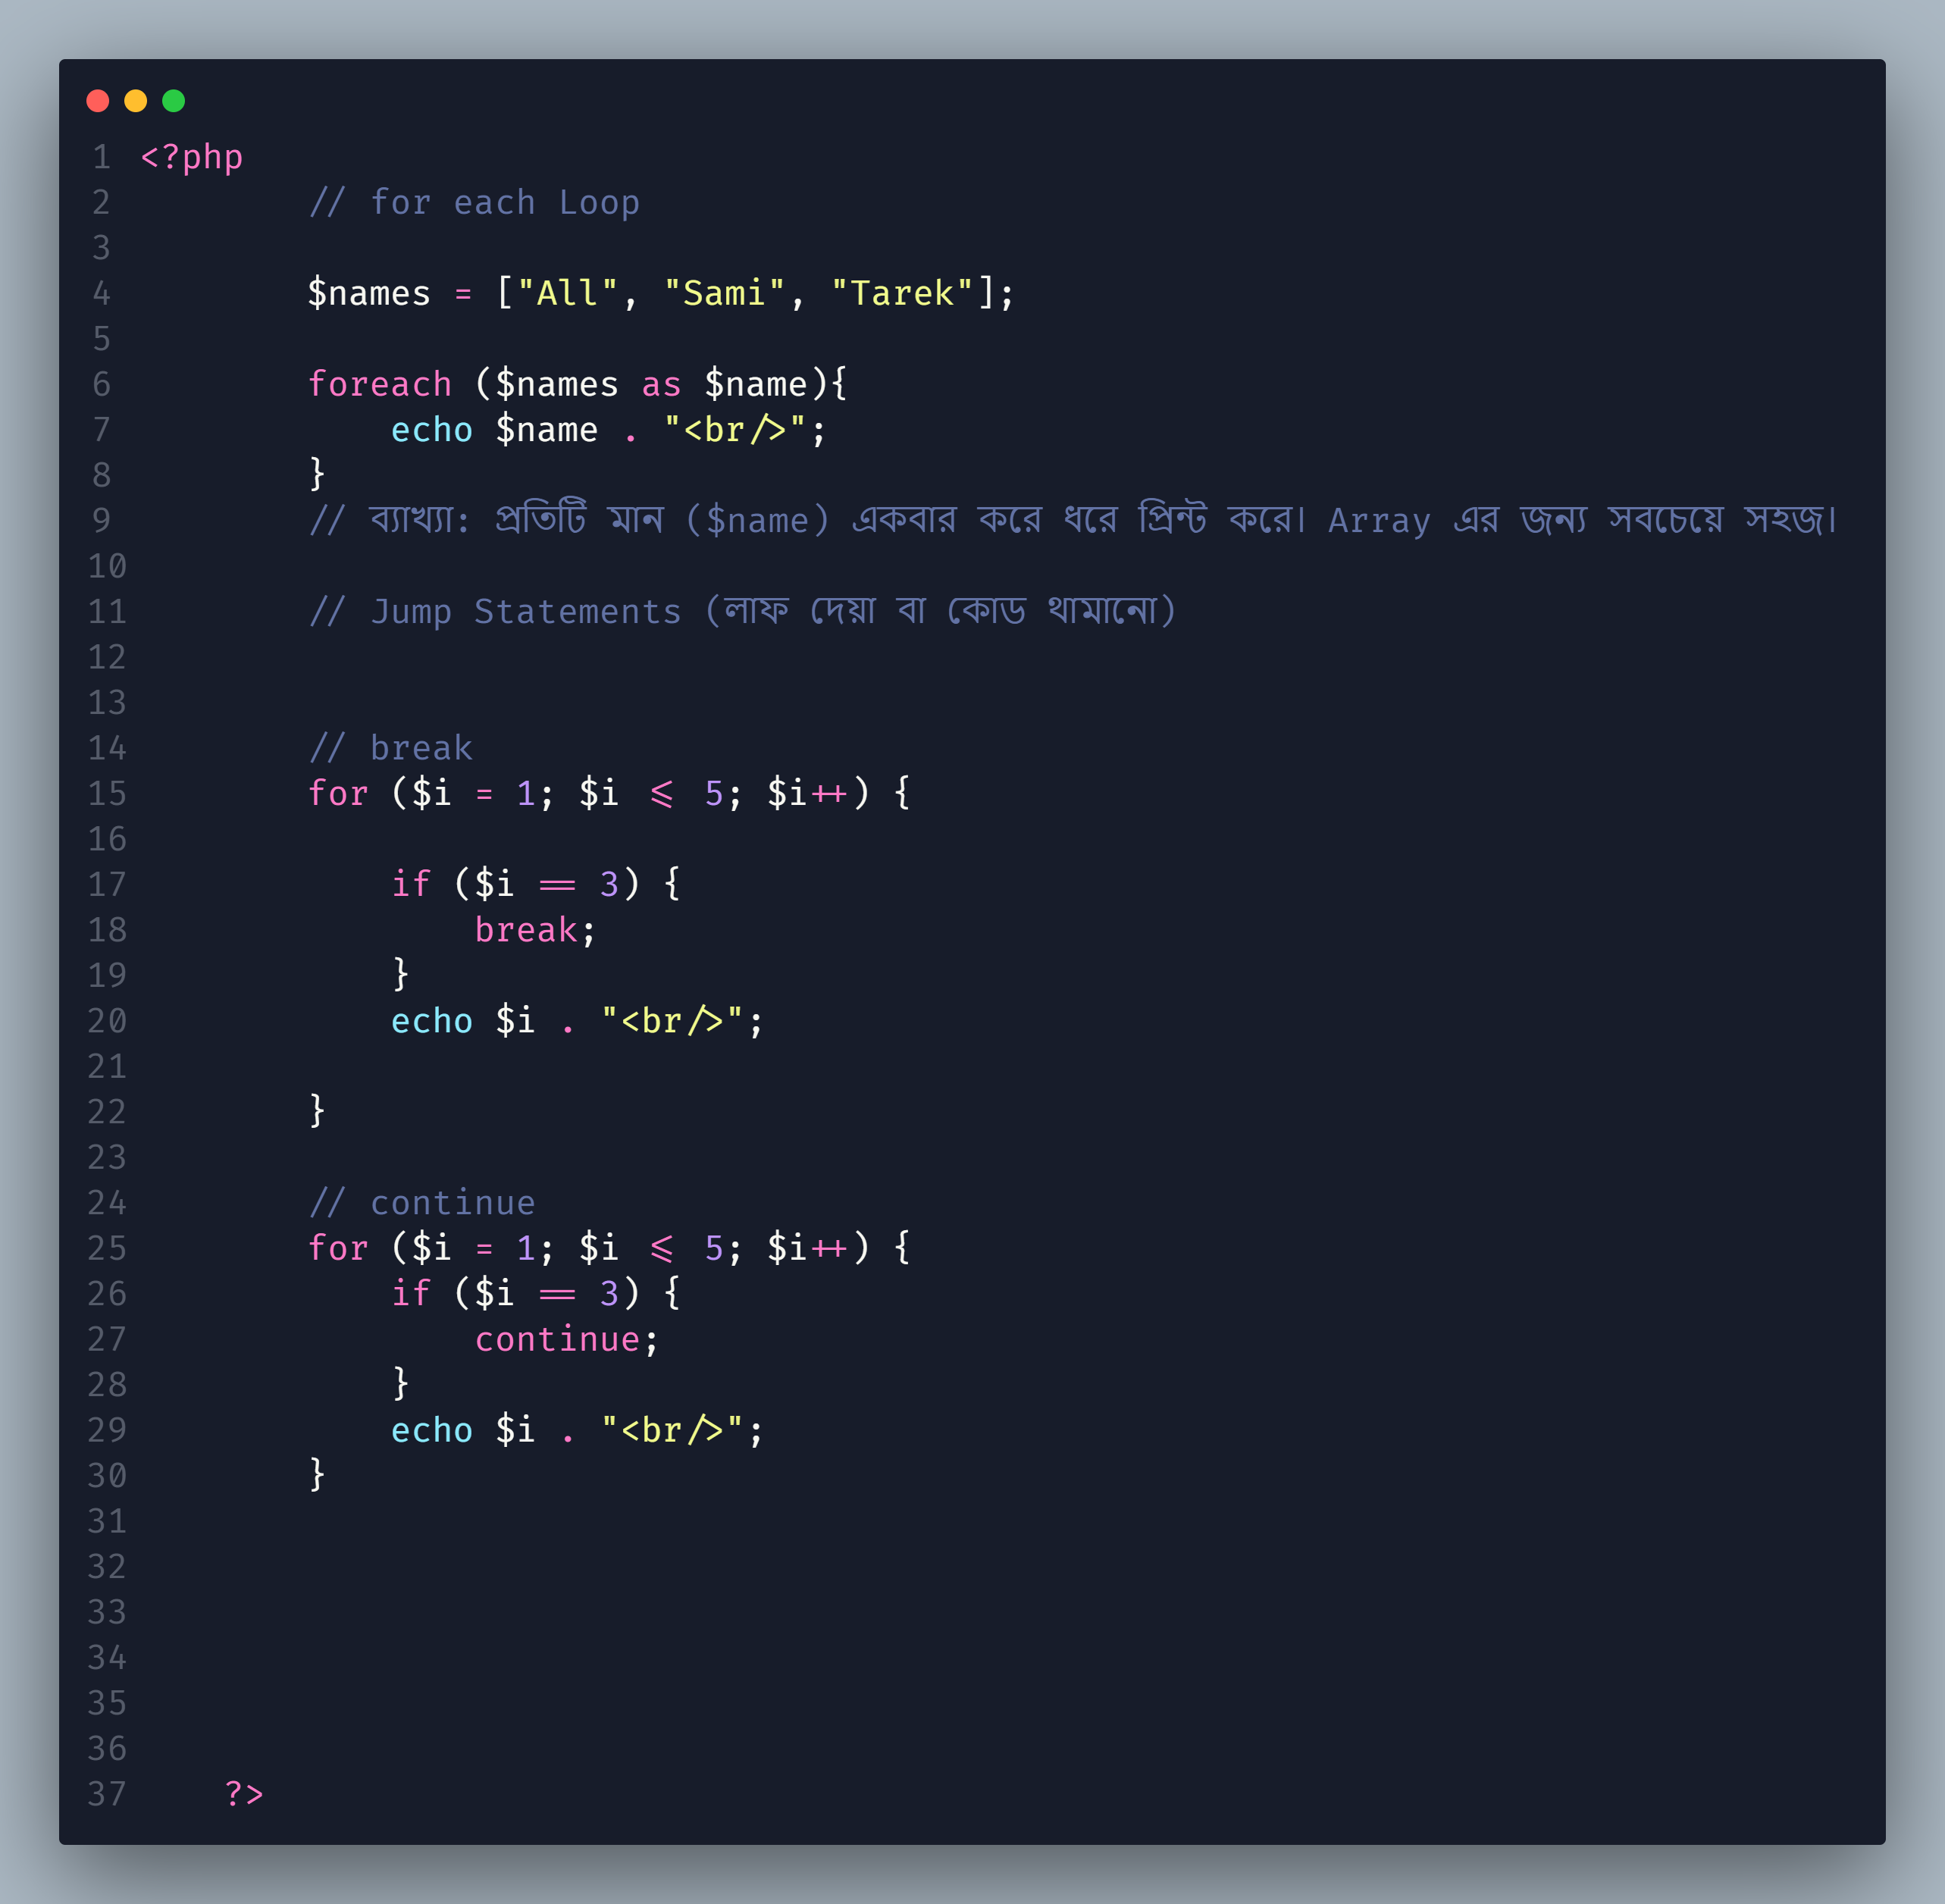 1 <?php
2 // for each Loop
3
4 $names = ["All", "Sami", "Tarek"];
5
6 foreach ($names as $name){
7 echo $name . "<br/>";
8 }
9 // ব্যাখ্যা: প্রতিটি মান ($name) একবার করে ধরে প্রিন্ট করে। Array এর জন্য সবচেয়ে সহজ।
10
11 // Jump Statements (লাফ দেয়া বা কোড থামানো)
12
13
14 // break
15 for ($i = 1; $i <= 5; $i++) {
16
17 if ($i == 3) {
18 break;
19 }
20 echo $i . "<br/>";
21
22 }
23
24 // continue
25 for ($i = 1; $i <= 5; $i++) {
26 if ($i == 3) {
27 continue;
28 }
29 echo $i . "<br/>";
30 }
31
32
33
34
35
36
37 ?>